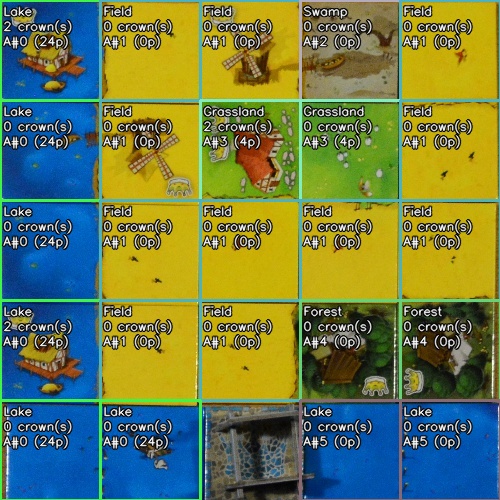 Lake
2 crown(s)
A#0 (24p)
Field
0 crown(s)
A#1 (0p)
Field
0 crown(s)
A#1 (0p)
Swamp
0 crown(s)
A#2 (0p)
Field
0 crown(s)
A#1 (0p)
Lake
0 crown(s)
A#0 (24p)
Field
0 crown(s)
A#1 (0p)
Grassland
2 crown(s)
A#3 (4p)
Grassland
0 crown(s)
A#3 (4p)
Field
0 crown(s)
A#1 (0p)
Lake
0 crown(s)
A#0 (24p)
Field
0 crown(s)
A#1 (0p)
Field
0 crown(s)
A#1 (0p)
Field
0 crown(s)
A#1 (0p)
Field
0 crown(s)
A#1 (0p)
Lake
2 crown(s)
A#0 (24p)
Field
0 crown(s)
A#1 (0p)
Field
0 crown(s)
A#1 (0p)
Forest
0 crown(s)
A#4 (0p)
Forest
0 crown(s)
A#4 (0p)
Lake
0 crown(s)
A#0 (24p)
Lake
0 crown(s)
A#0 (24p)
Lake
0 crown(s)
A#5 (0p)
Lake
0 crown(s)
A#5 (0p)